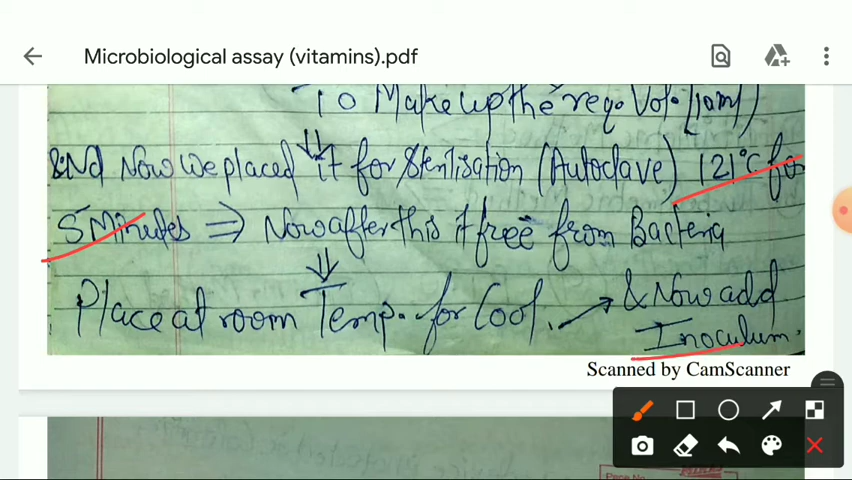 Microbiological assay (vitamins).pdf
To Makeup the req. Vol. [10ml]
&Nd Now we placed it for Sterilisation (Autoclave) 121°C for
5 Minutes ⇒ Now after this it free from Bacteria
Place at room Temp. for Cool. → & Now add
Inoculum.
Scanned by CamScanner